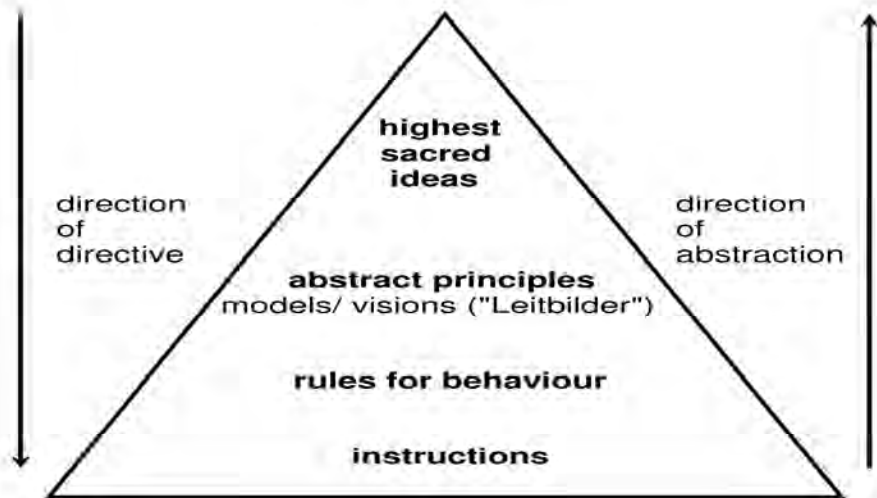 highest
sacred
ideas
direction
of
directive
direction
of
abstraction
abstract principles
models/ visions ("Leitbilder")
rules for behaviour
instructions